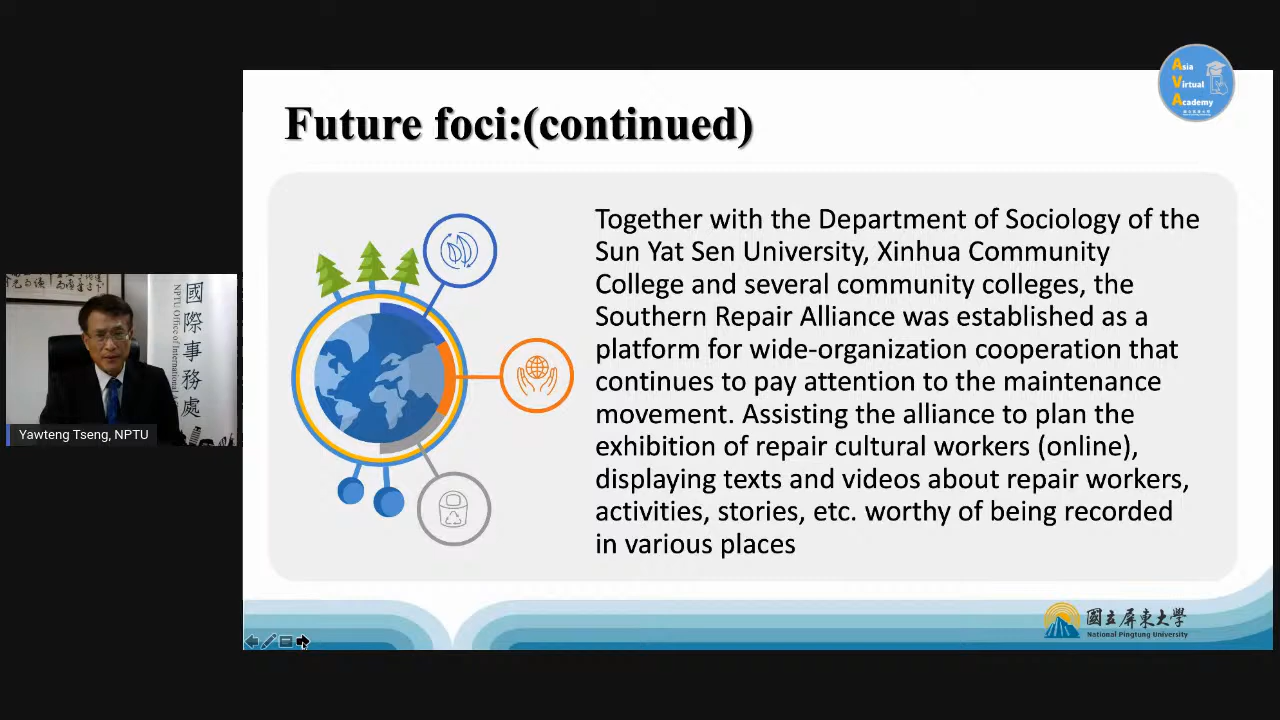 Asia
Virtual
Academy
Future foci:(continued)
Together with the Department of Sociology of the
Sun Yat Sen University, Xinhua Community
College and several community colleges, the
Southern Repair Alliance was established as a
platform for wide-organization cooperation that
continues to pay attention to the maintenance
movement. Assisting the alliance to plan the
exhibition of repair cultural workers (online),
displaying texts and videos about repair workers,
activities, stories, etc. worthy of being recorded
in various places
國際事務處
NPTU Office of International
Yawteng Tseng, NPTU
國立屏東大學
National Pingtung University